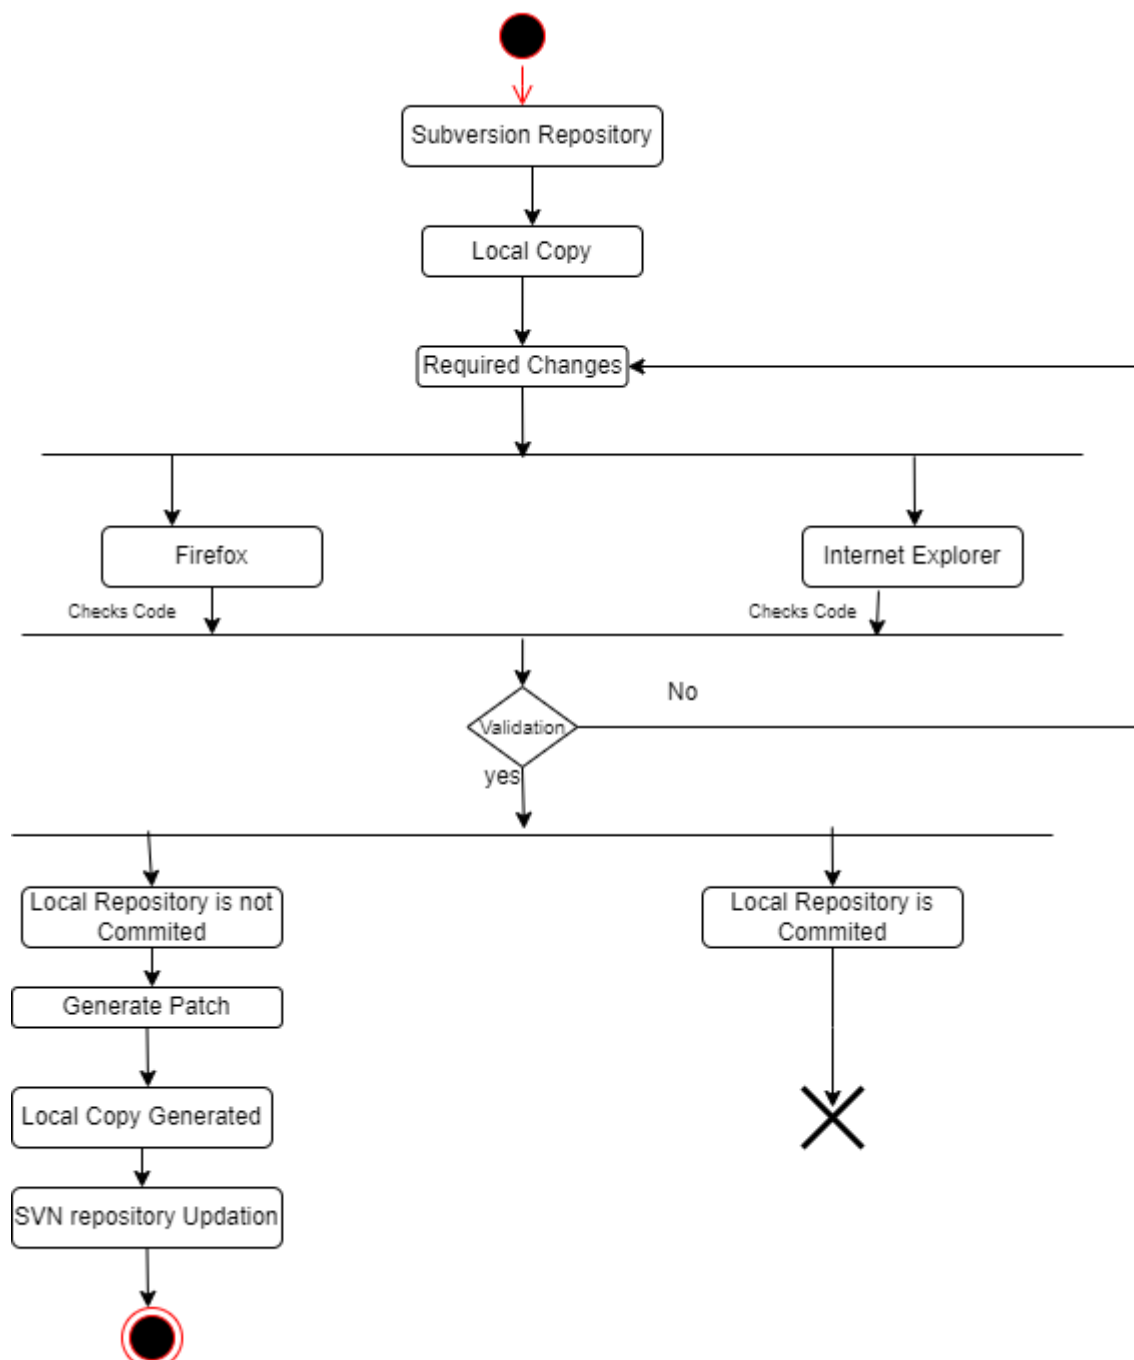 Subversion Repository
Local Copy
Required Changes
Firefox
Internet Explorer
Checks Code
Checks Code
No
Validation
yes
Local Repository is not
Commited
Local Repository is
Commited
Generate Patch
Local Copy Generated
SVN repository Updation